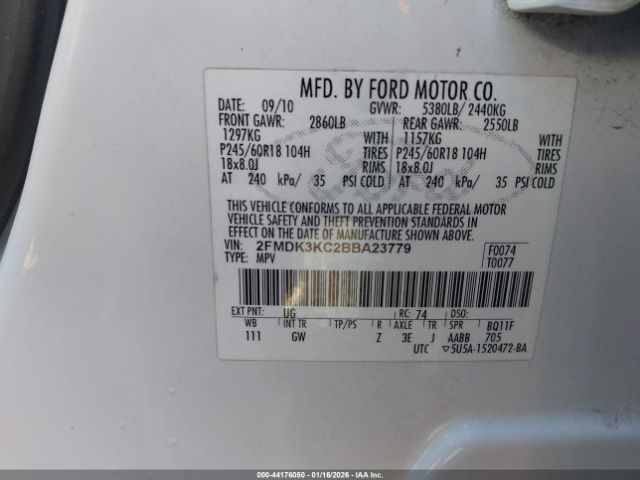 MFD. BY FORD MOTOR CO.
DATE: 09/10 GVWR: 5380LB/ 2440KG
FRONT GAWR: 2860LB REAR GAWR: 2550LB
1297KG WITH 1157KG WITH
P245/60R18 104H TIRES P245/60R18 104H TIRES
18x8.0J RIMS 18x8.0J RIMS
AT 240 kPa/ 35 PSI COLD AT 240 kPa/ 35 PSI COLD
THIS VEHICLE CONFORMS TO ALL APPLICABLE FEDERAL MOTOR
VEHICLE SAFETY AND THEFT PREVENTION STANDARDS IN
EFFECT ON THE DATE OF MANUFACTURE SHOWN ABOVE.
VIN: 2FMDK3KC2BBA23779 F0074
TYPE: MPV T0077
EXT PNT: UG RC: 74 DSO:
WB INT TR TP/PS R AXLE TR SPR BQ11F
111 GW Z 3E J AABB 705
UTC ▽5U5A-1520472-BA
000-44176050 - 01/16/2026 - IAAI.COM